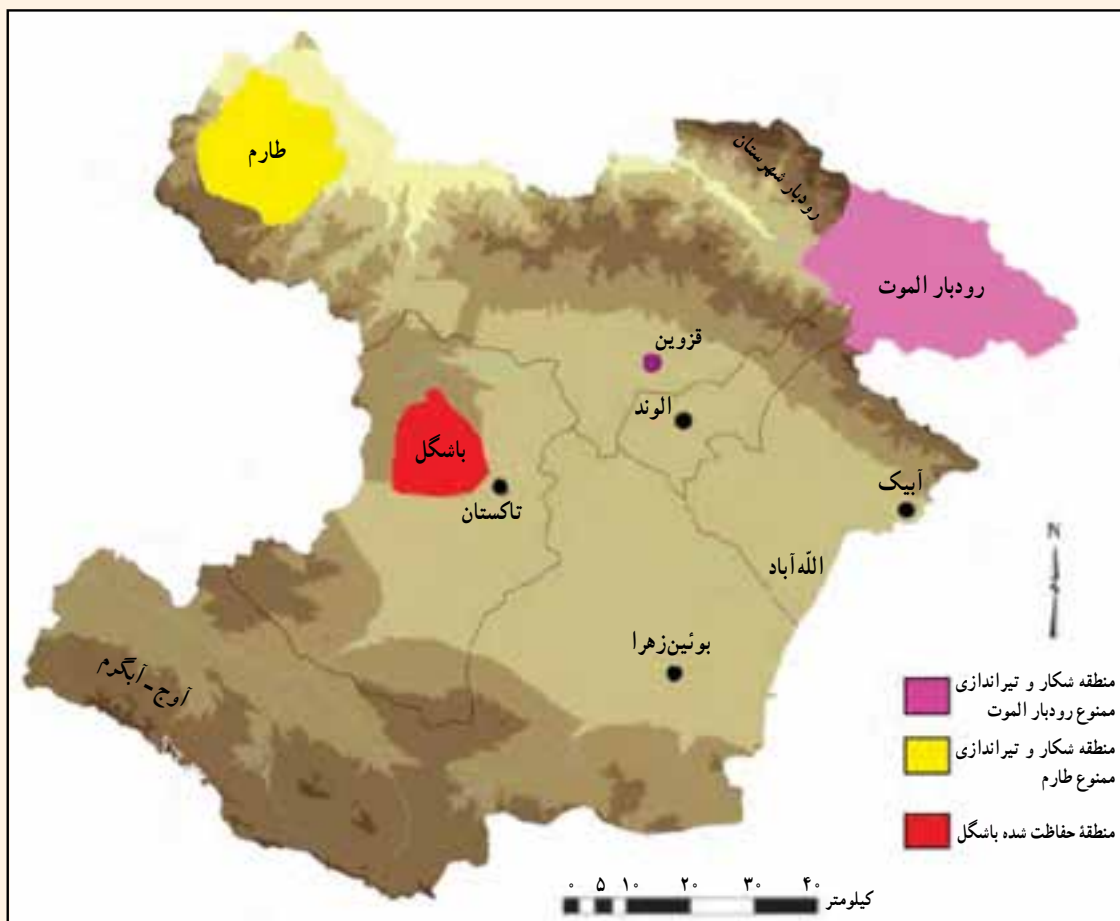 طارم
رودبار شهرستان
رودبار الموت
قزوین
الوند
باشگل
تاکستان
آبیک
اللّه‌آباد
N
بوئین‌زهرا
آوج-آبگرم
منطقه شکار و تیراندازی
ممنوع رودبار الموت
منطقه شکار و تیراندازی
ممنوع طارم
منطقهٔ حفاظت شده باشگل
۰ ۵ ۱۰ ۲۰ ۳۰ ۴۰
کیلومتر